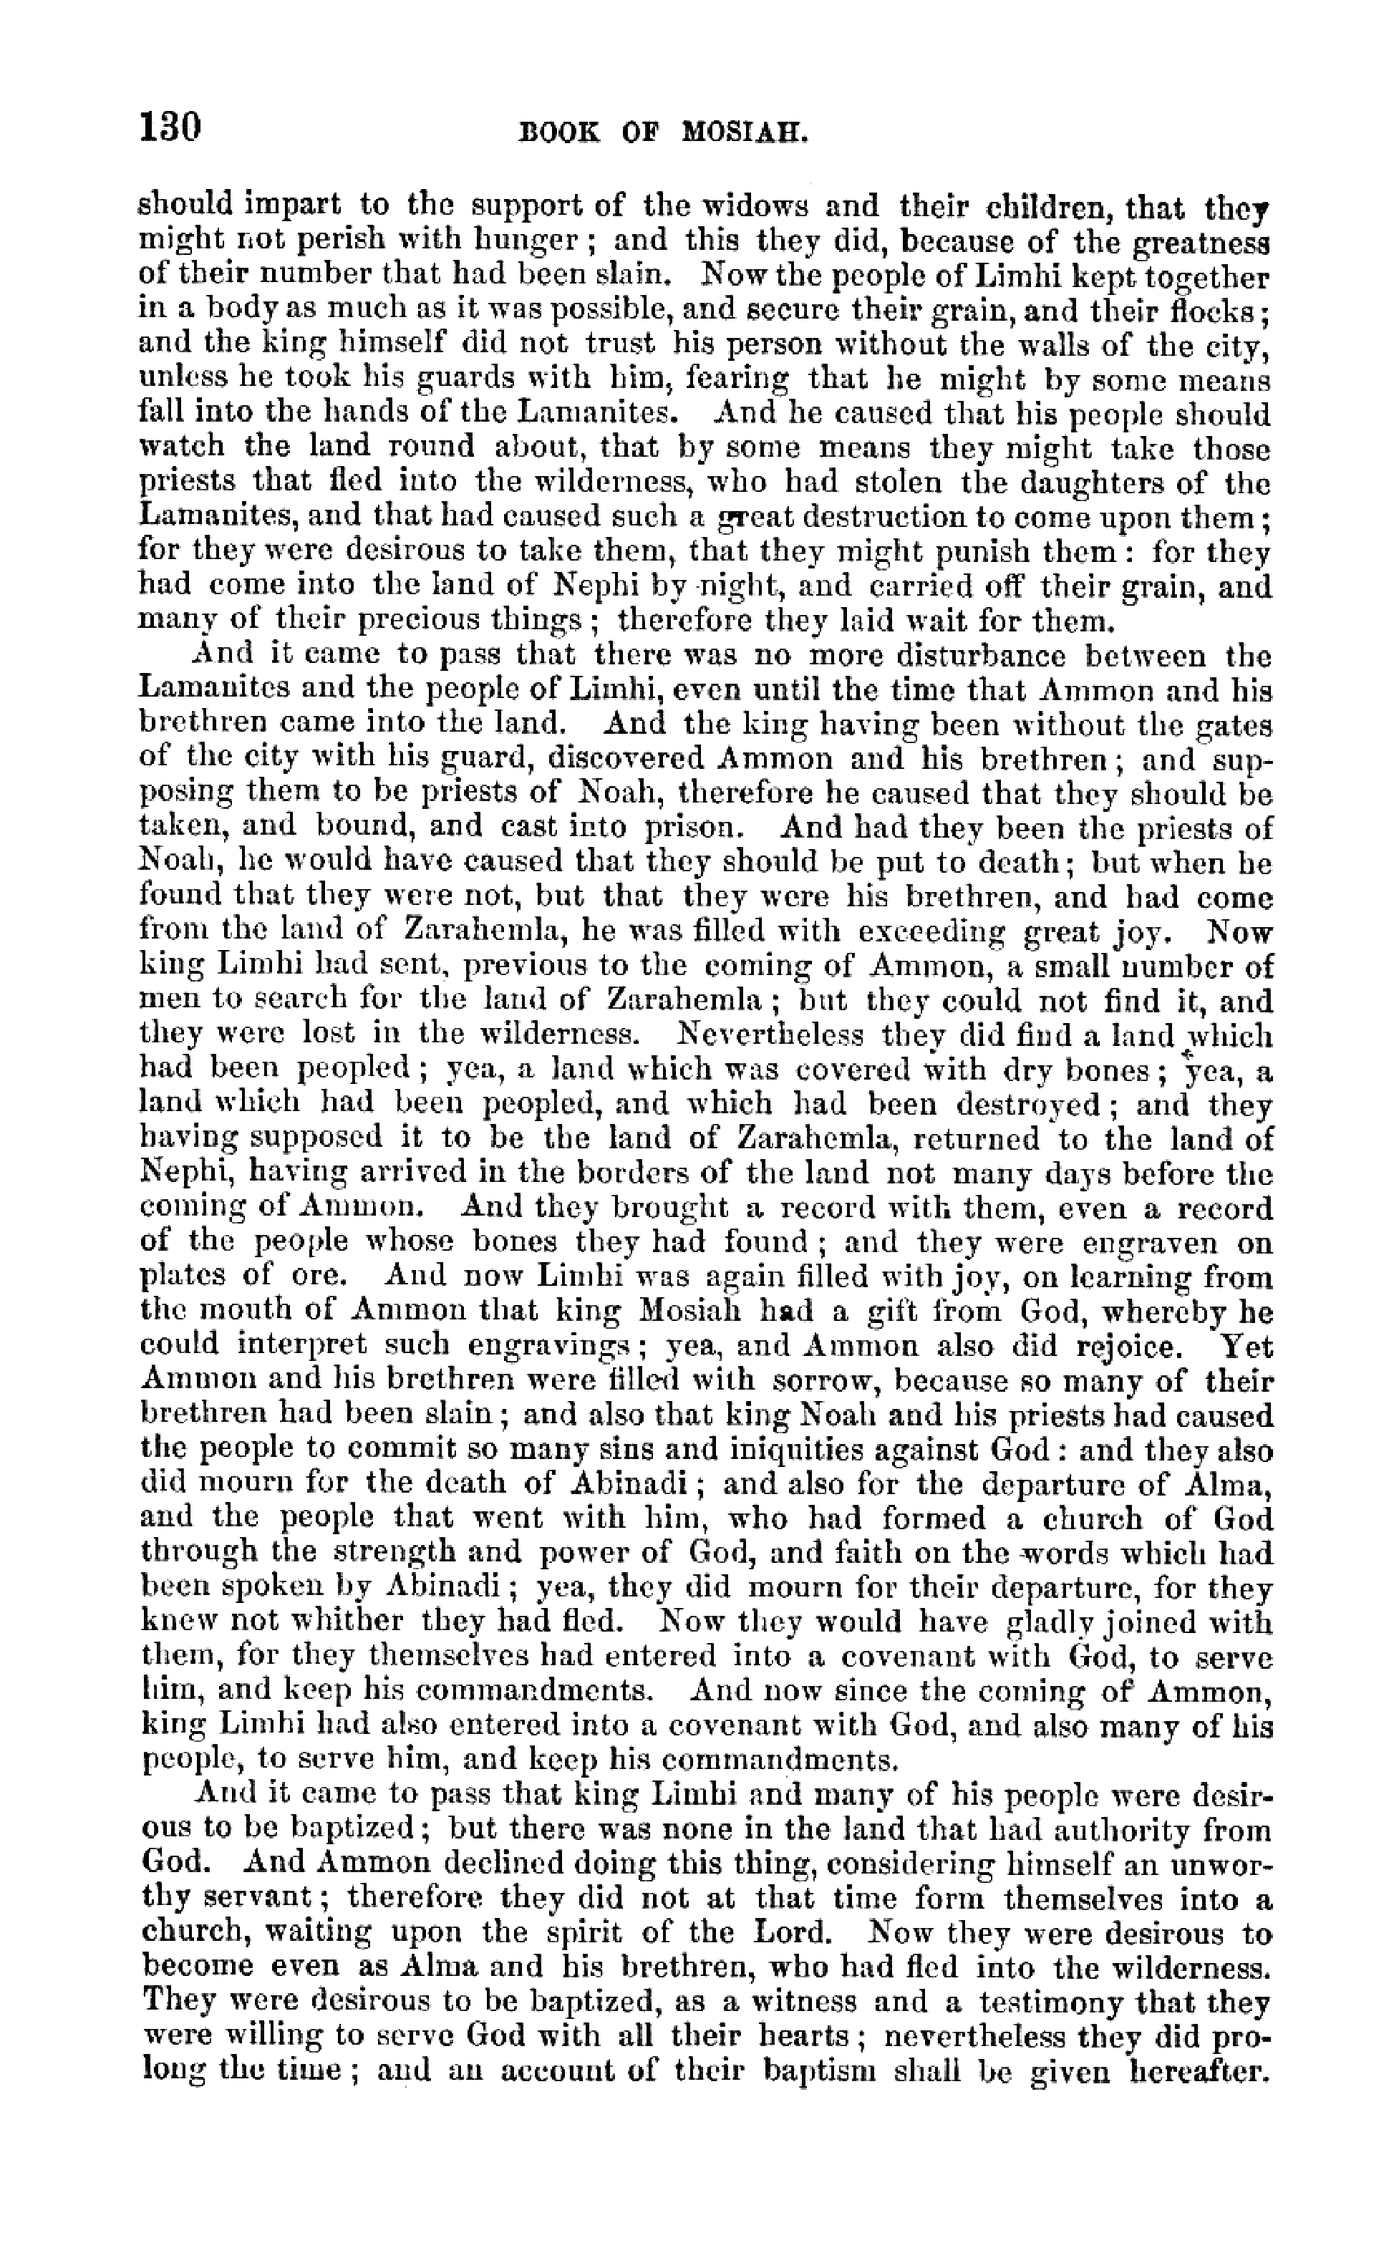 130 BOOK OF MOSIAH.
should impart to the support of the widows and their children, that they
might not perish with hunger; and this they did, because of the greatness
of their number that had been slain. Now the people of Limhi kept together
in a body as much as it was possible, and secure their grain, and their flocks;
and the king himself did not trust his person without the walls of the city,
unless he took his guards with him, fearing that he might by some means
fall into the hands of the Lamanites. And he caused that his people should
watch the land round about, that by some means they might take those
priests that fled into the wilderness, who had stolen the daughters of the
Lamanites, and that had caused such a great destruction to come upon them;
for they were desirous to take them, that they might punish them: for they
had come into the land of Nephi by night, and carried off their grain, and
many of their precious things; therefore they laid wait for them.
And it came to pass that there was no more disturbance between the
Lamanites and the people of Limhi, even until the time that Ammon and his
brethren came into the land. And the king having been without the gates
of the city with his guard, discovered Ammon and his brethren; and sup-
posing them to be priests of Noah, therefore he caused that they should be
taken, and bound, and cast into prison. And had they been the priests of
Noah, he would have caused that they should be put to death; but when he
found that they were not, but that they were his brethren, and had come
from the land of Zarahemla, he was filled with exceeding great joy. Now
king Limhi had sent, previous to the coming of Ammon, a small number of
men to search for the land of Zarahemla; but they could not find it, and
they were lost in the wilderness. Nevertheless they did find a land which
had been peopled; yea, a land which was covered with dry bones; yea, a
land which had been peopled, and which had been destroyed; and they
having supposed it to be the land of Zarahemla, returned to the land of
Nephi, having arrived in the borders of the land not many days before the
coming of Ammon. And they brought a record with them, even a record
of the people whose bones they had found; and they were engraven on
plates of ore. And now Limhi was again filled with joy, on learning from
the mouth of Ammon that king Mosiah had a gift from God, whereby he
could interpret such engravings; yea, and Ammon also did rejoice. Yet
Ammon and his brethren were filled with sorrow, because so many of their
brethren had been slain; and also that king Noah and his priests had caused
the people to commit so many sins and iniquities against God: and they also
did mourn for the death of Abinadi; and also for the departure of Alma,
and the people that went with him, who had formed a church of God
through the strength and power of God, and faith on the words which had
been spoken by Abinadi; yea, they did mourn for their departure, for they
knew not whither they had fled. Now they would have gladly joined with
them, for they themselves had entered into a covenant with God, to serve
him, and keep his commandments. And now since the coming of Ammon,
king Limhi had also entered into a covenant with God, and also many of his
people, to serve him, and keep his commandments.
And it came to pass that king Limhi and many of his people were desir-
ous to be baptized; but there was none in the land that had authority from
God. And Ammon declined doing this thing, considering himself an unwor-
thy servant; therefore they did not at that time form themselves into a
church, waiting upon the spirit of the Lord. Now they were desirous to
become even as Alma and his brethren, who had fled into the wilderness.
They were desirous to be baptized, as a witness and a testimony that they
were willing to serve God with all their hearts; nevertheless they did pro-
long the time; and an account of their baptism shall be given hereafter.